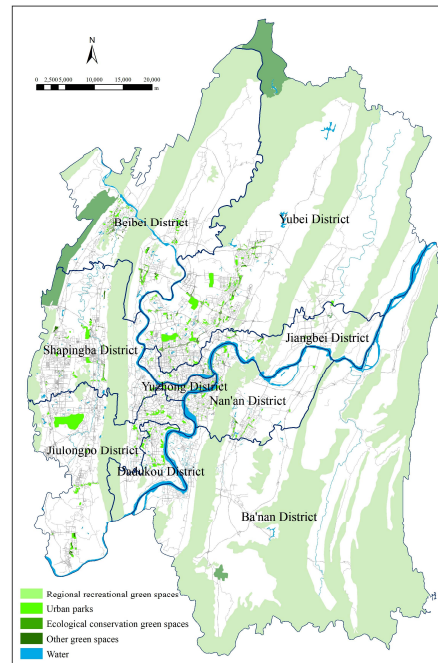 N
0 2,5005,000 10,000 15,000 20,000
m
Beibei District
Yubei District
Jiangbei District
Shapingba District
Yuzhong District
Nan'an District
Jiulongpo District
Dadukou District
Ba'nan District
Regional recreational green spaces
Urban parks
Ecological conservation green spaces
Other green spaces
Water